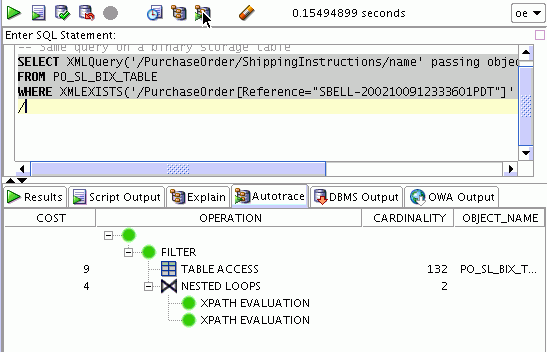 0.15494899 seconds
oe
Enter SQL Statement:
-- Same query on a binary storage table
SELECT XMLQuery('/PurchaseOrder/ShippingInstructions/name' passing objec
FROM PO_SL_BIX_TABLE
WHERE XMLEXISTS('/PurchaseOrder[Reference="SBELL-2002100912333601PDT"]'
/
Results Script Output Explain Autotrace DBMS Output OWA Output
COST OPERATION CARDINALITY OBJECT_NAME
FILTER
9 TABLE ACCESS 132 PO_SL_BIX_T...
4 NESTED LOOPS 2
XPATH EVALUATION
XPATH EVALUATION